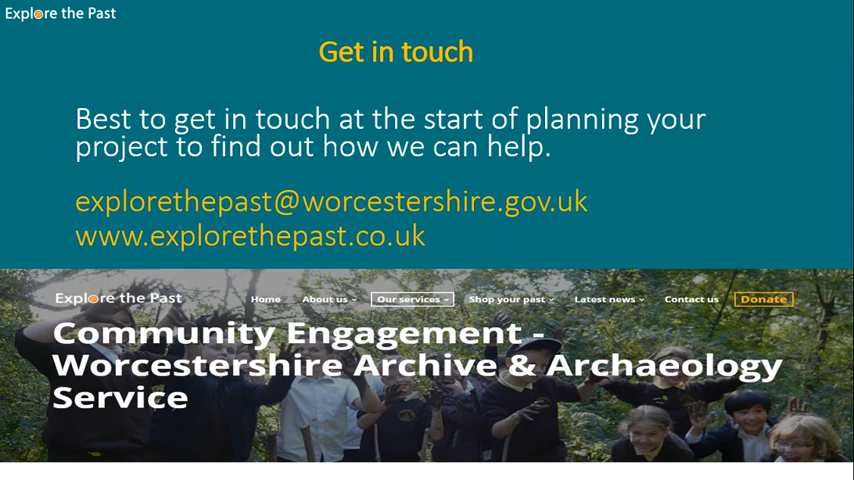 Explore the Past
Get in touch
Best to get in touch at the start of planning your
project to find out how we can help.
explorethepast@worcestershire.gov.uk
www.explorethepast.co.uk
Explore the Past Home About us Our services Shop your past Latest news Contact us Donate
Community Engagement -
Worcestershire Archive & Archaeology
Service